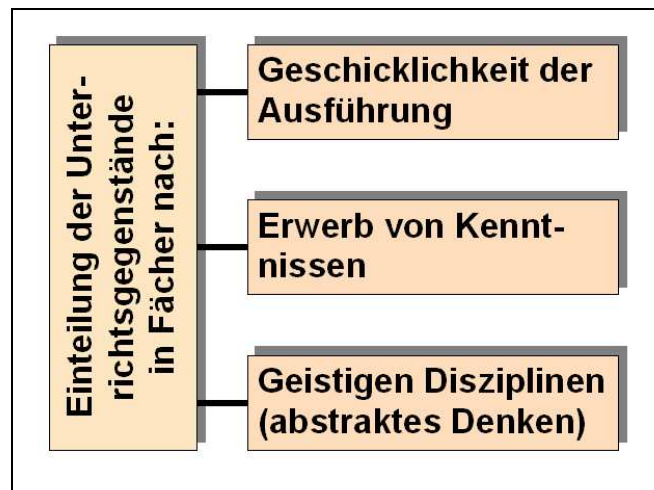 Einteilung der Unter-
richtsgegenstände
in Fächer nach:
Geschicklichkeit der
Ausführung
Erwerb von Kennt-
nissen
Geistigen Disziplinen
(abstraktes Denken)